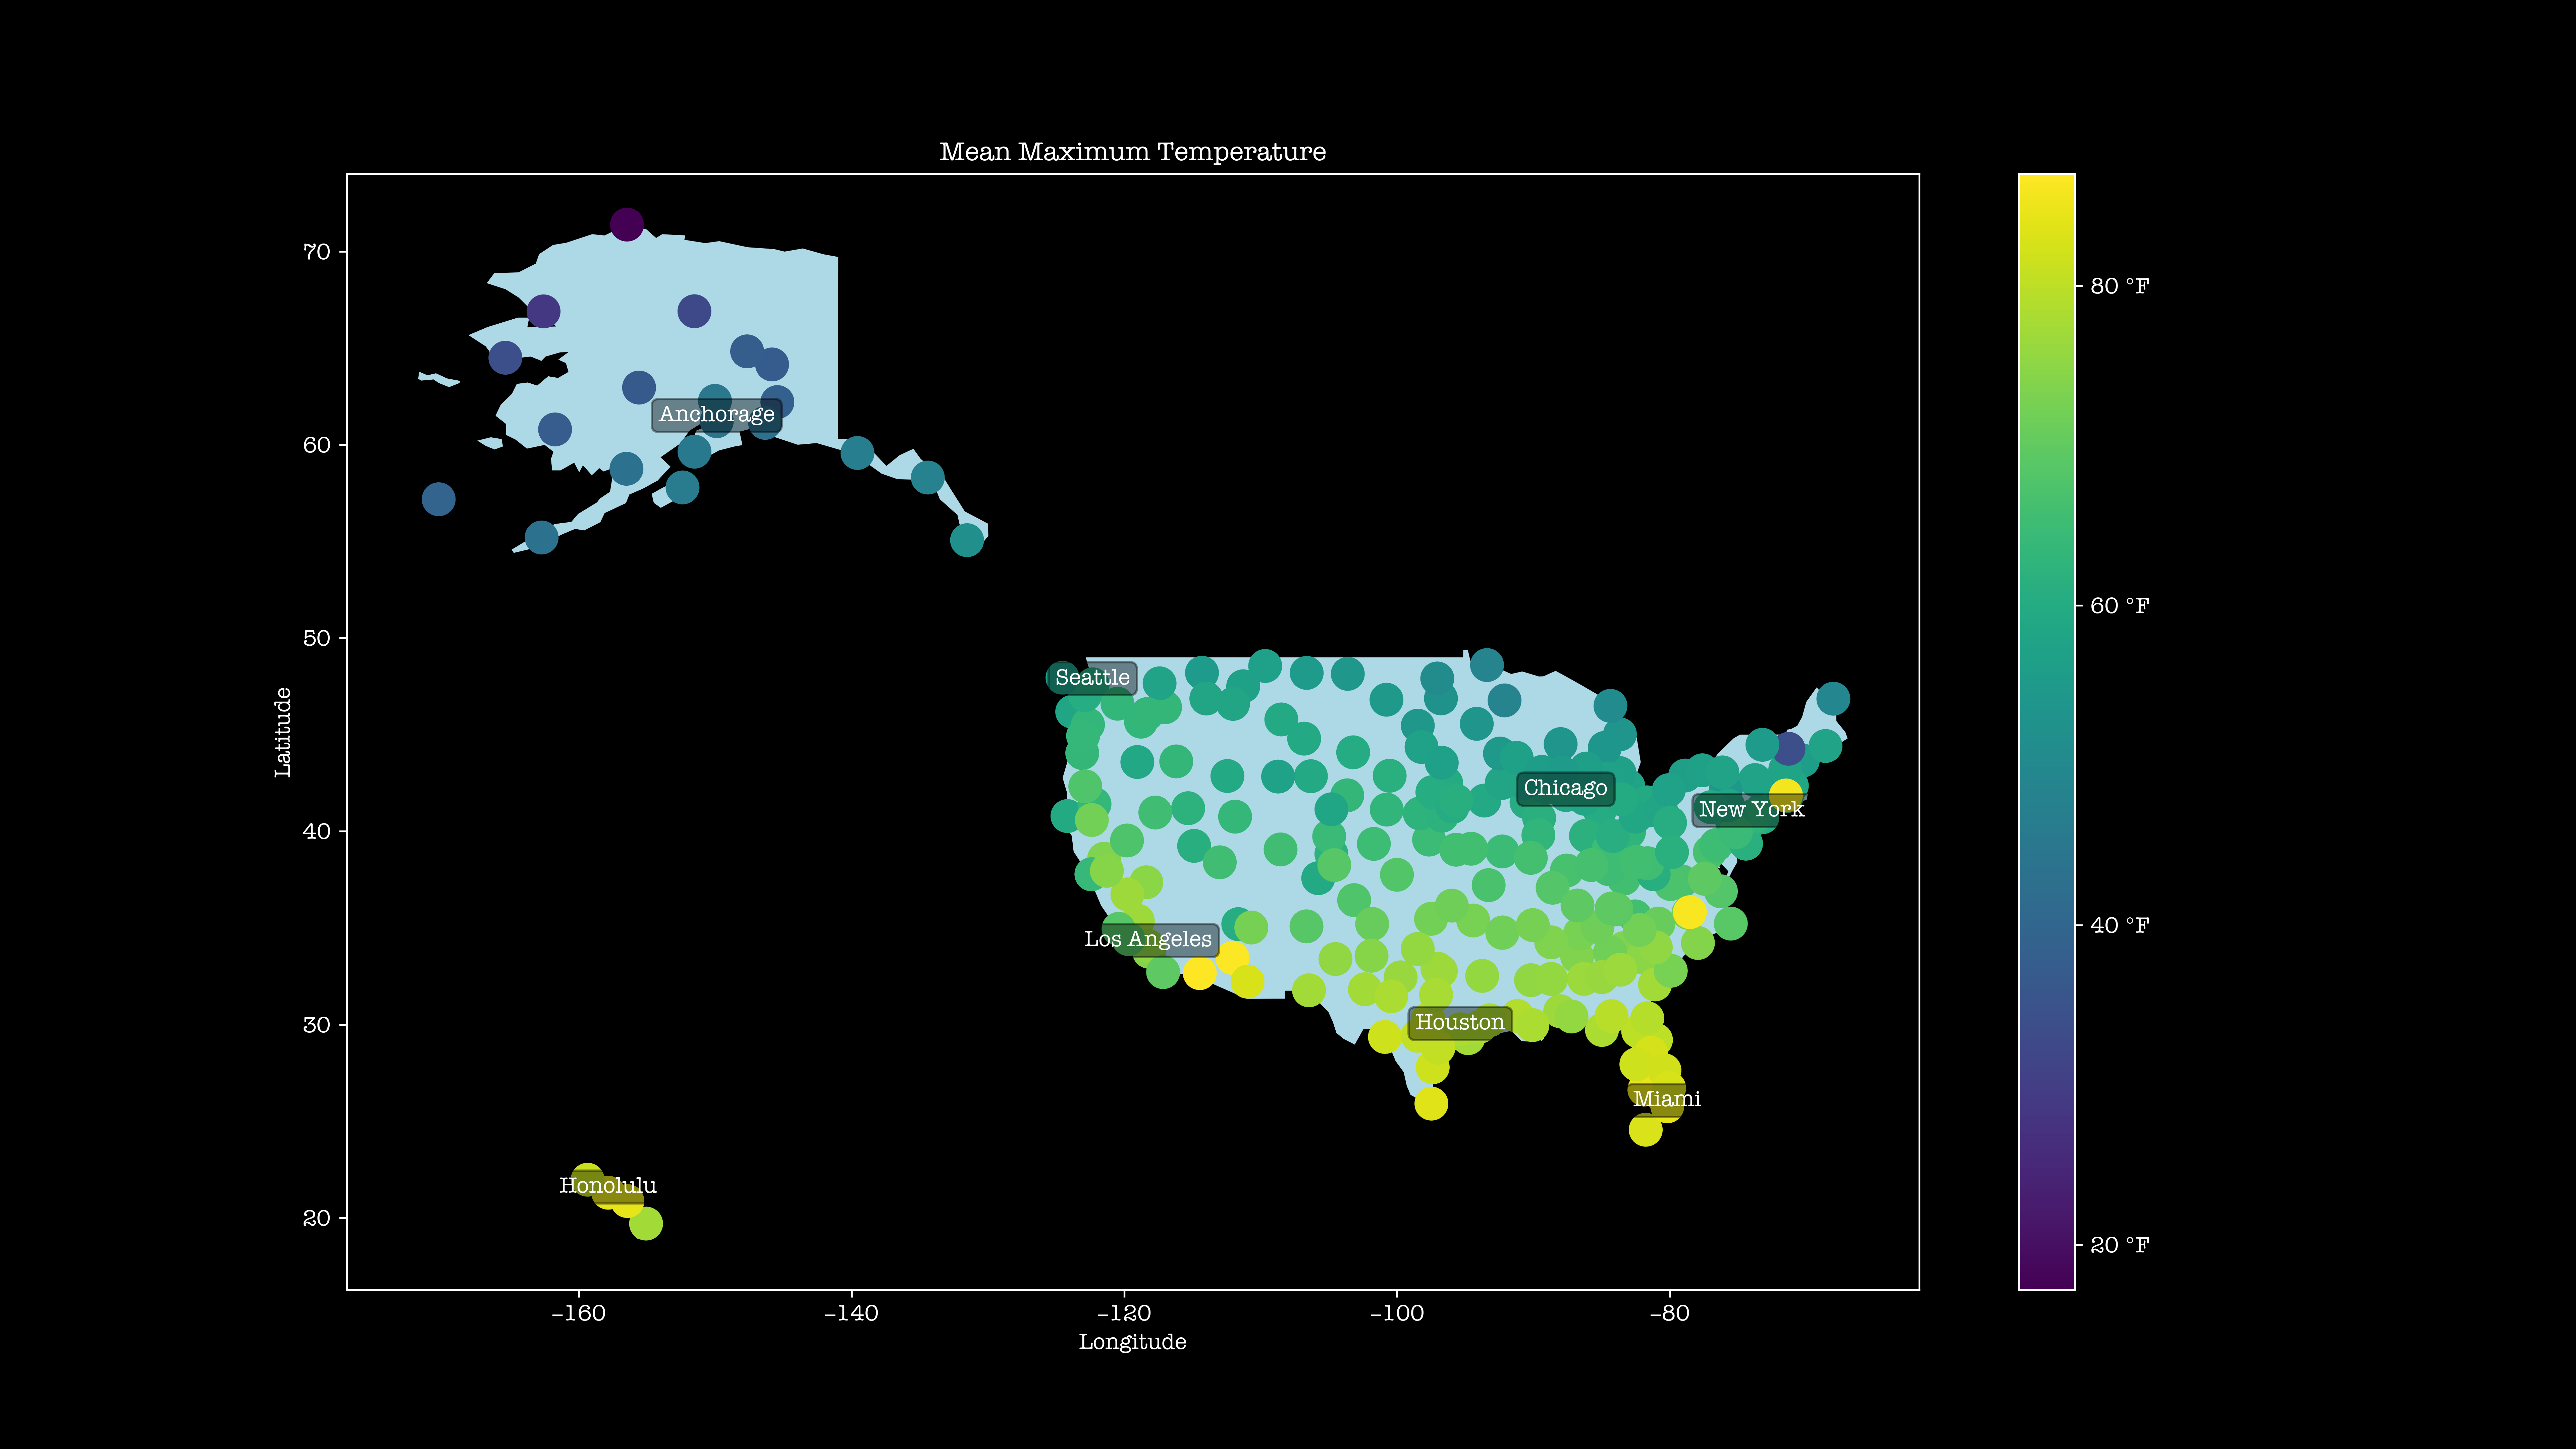 Mean Maximum Temperature
70
60
50
40
30
20
Latitude
-160
-140
-120
-100
-80
Longitude
Anchorage
Seattle
Chicago
New York
Los Angeles
Houston
Miami
Honolulu
80 °F
60 °F
40 °F
20 °F